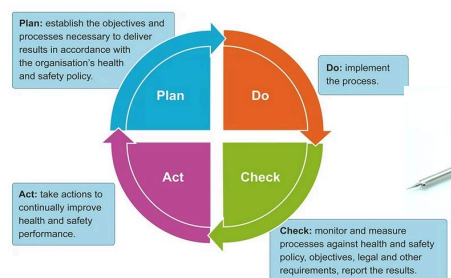 Plan: establish the objectives and
processes necessary to deliver
results in accordance with
the organisation's health
and safety policy.
Do: implement
the process.
Plan
Do
Act
Check
Act: take actions to
continually improve
health and safety
performance.
Check: monitor and measure
processes against health and safety
policy, objectives, legal and other
requirements, report the results.